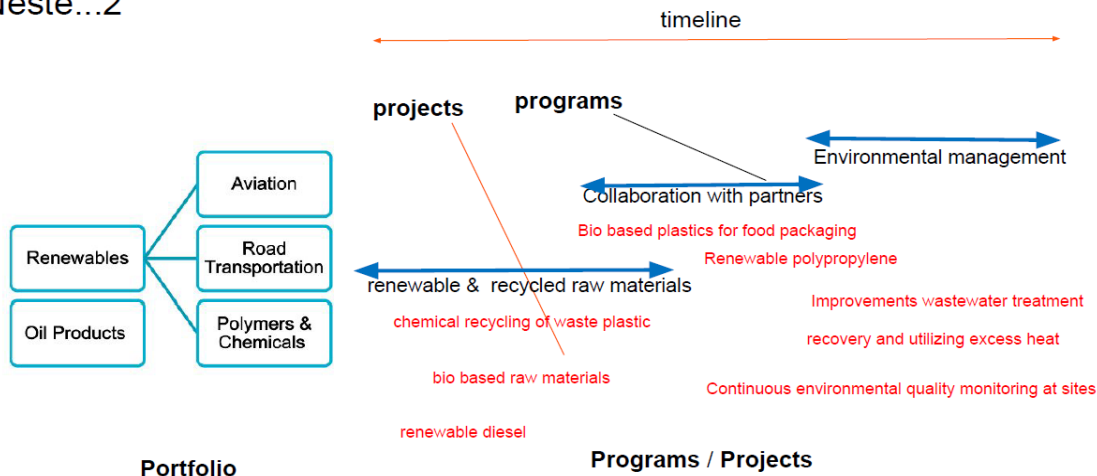 timeline
projects
programs
Environmental management
Aviation
Collaboration with partners
Bio based plastics for food packaging
Renewables
Road
Transportation
Renewable polypropylene
renewable & recycled raw materials
Improvements wastewater treatment
Oil Products
Polymers &
Chemicals
chemical recycling of waste plastic
recovery and utilizing excess heat
bio based raw materials
Continuous environmental quality monitoring at sites
renewable diesel
Portfolio
Programs / Projects